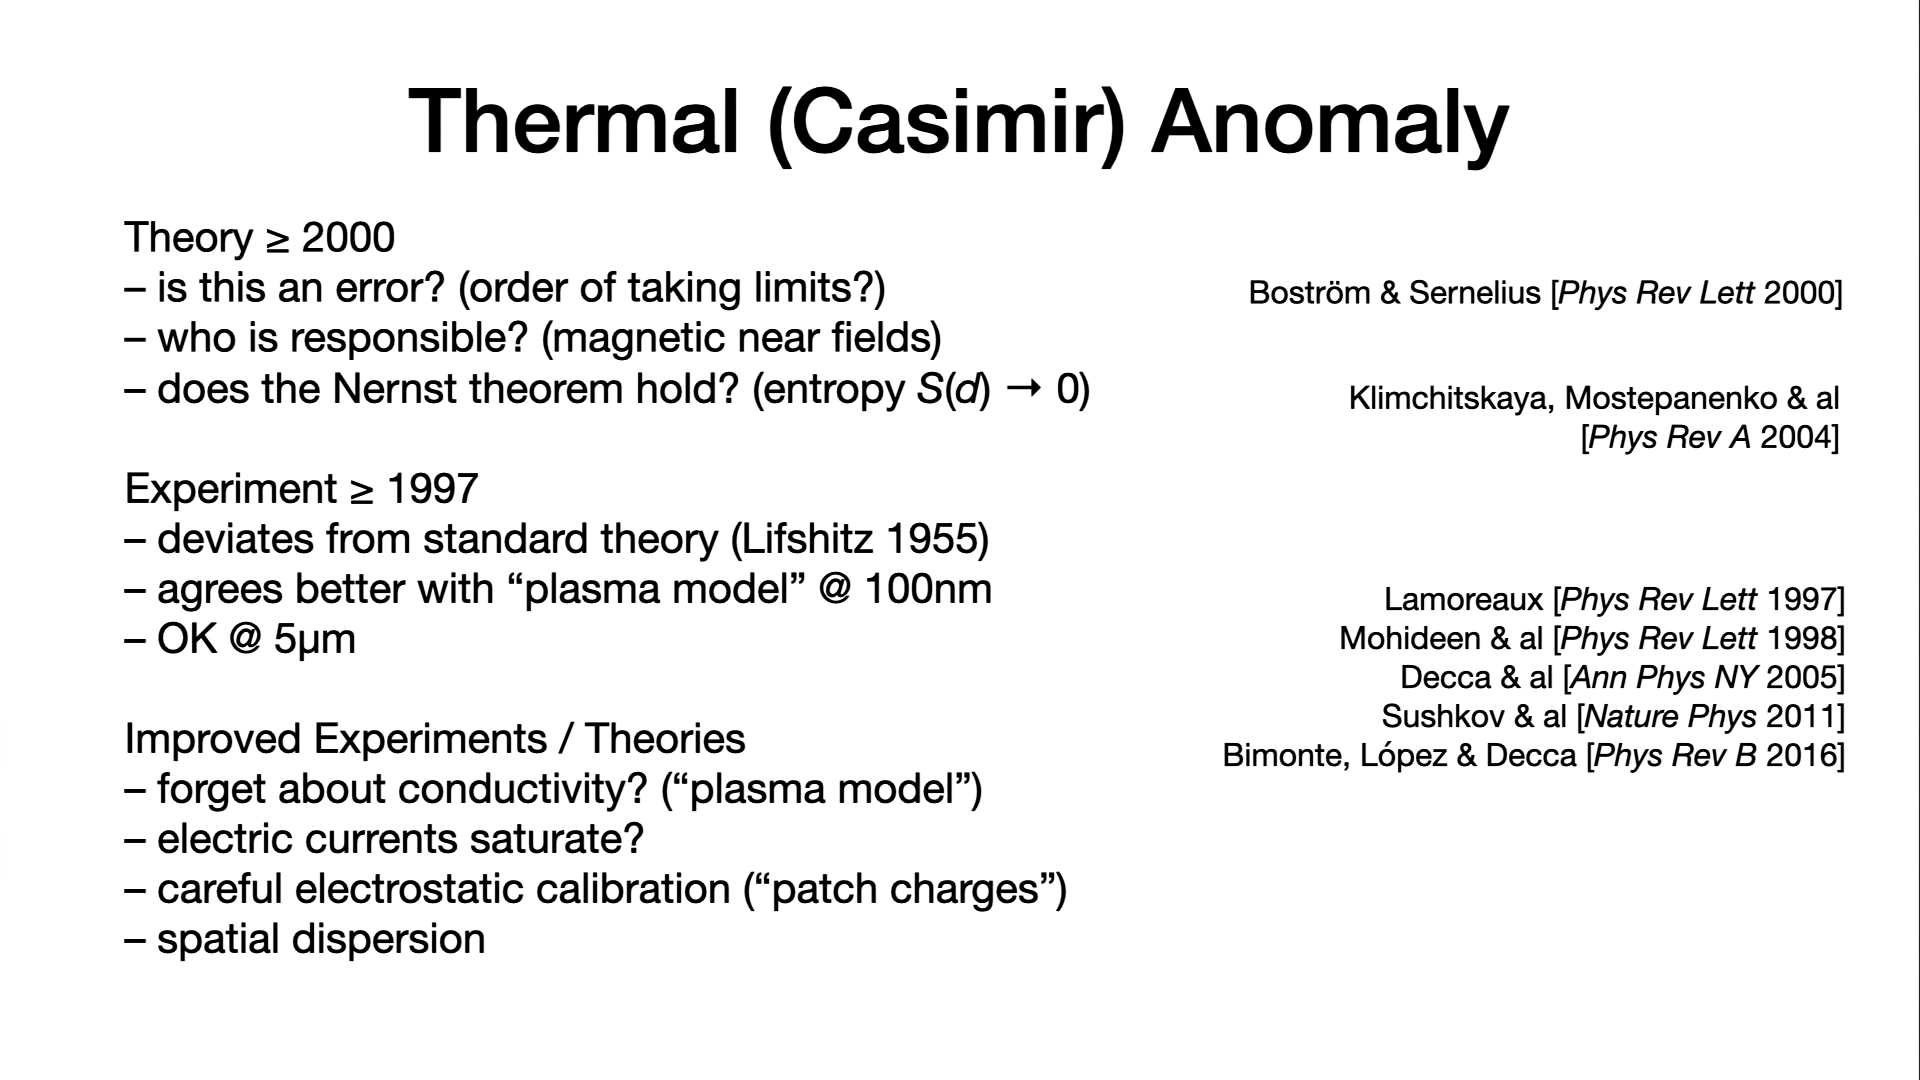 Thermal (Casimir) Anomaly
Theory ≥ 2000
– is this an error? (order of taking limits?)
– who is responsible? (magnetic near fields)
– does the Nernst theorem hold? (entropy S(d) → 0)
Boström & Sernelius [Phys Rev Lett 2000]
Klimchitskaya, Mostepanenko & al
[Phys Rev A 2004]
Experiment ≥ 1997
– deviates from standard theory (Lifshitz 1955)
– agrees better with “plasma model” @ 100nm
– OK @ 5µm
Lamoreaux [Phys Rev Lett 1997]
Mohideen & al [Phys Rev Lett 1998]
Decca & al [Ann Phys NY 2005]
Sushkov & al [Nature Phys 2011]
Bimonte, López & Decca [Phys Rev B 2016]
Improved Experiments / Theories
– forget about conductivity? (“plasma model”)
– electric currents saturate?
– careful electrostatic calibration (“patch charges”)
– spatial dispersion